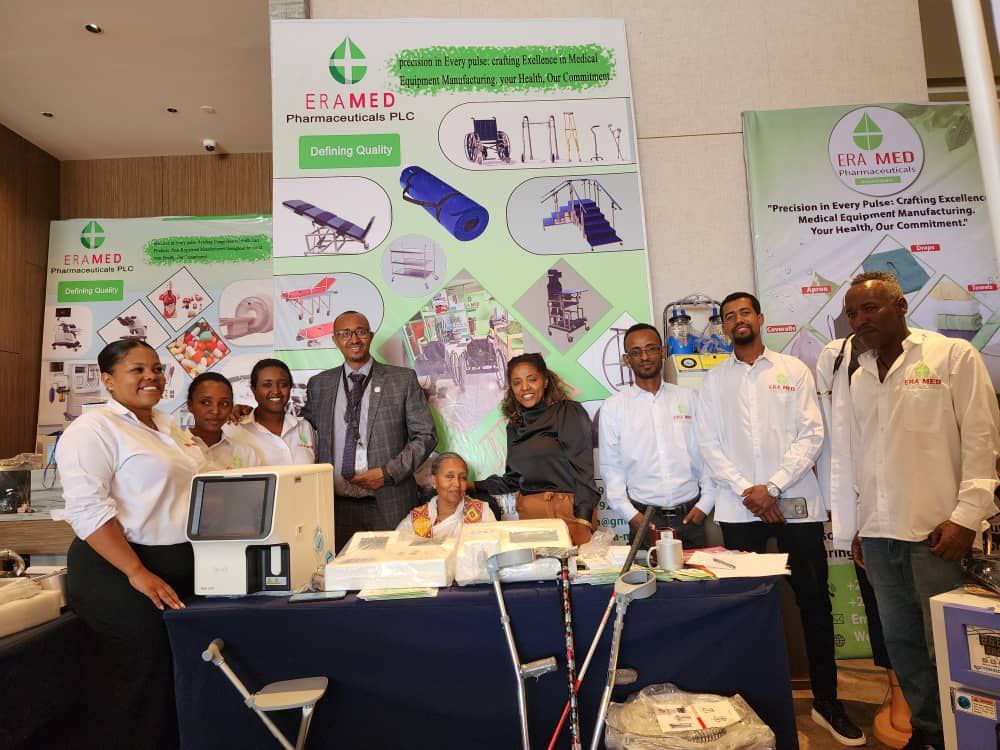 ERAMED
Pharmaceuticals PLC
Defining Quality
ERAMED
Pharmaceuticals PLC
precision in Every pulse: crafting Exellence in Medical
Equipment Manufacturing. your Health, Our Commitment.
Defining Quality
ERA MED
Pharmaceuticals
"Precision in Every Pulse: Crafting Excellence
Medical Equipment Manufacturing.
Your Health, Our Commitment."
Draps
Apron
Towels
Coveralls
ERA MED
ERA MED
ERA MED